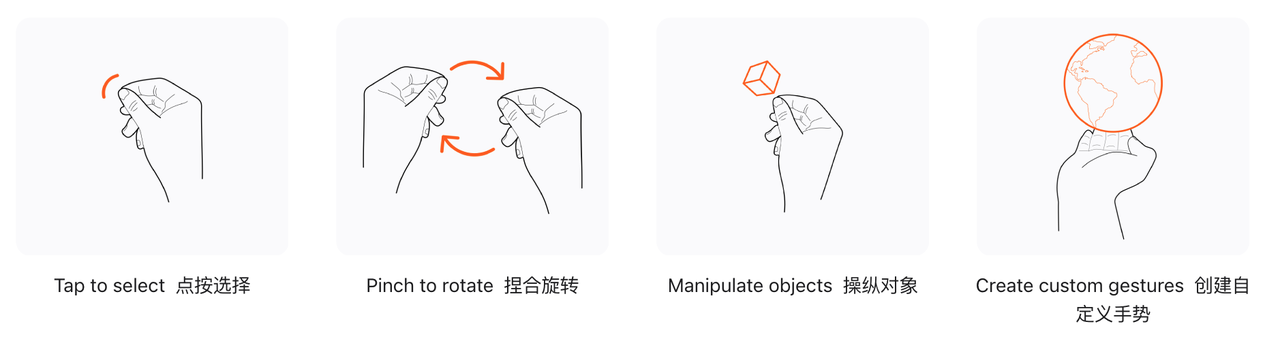 Tap to select 点按选择
Pinch to rotate 捏合旋转
Manipulate objects 操纵对象
Create custom gestures 创建自
定义手势